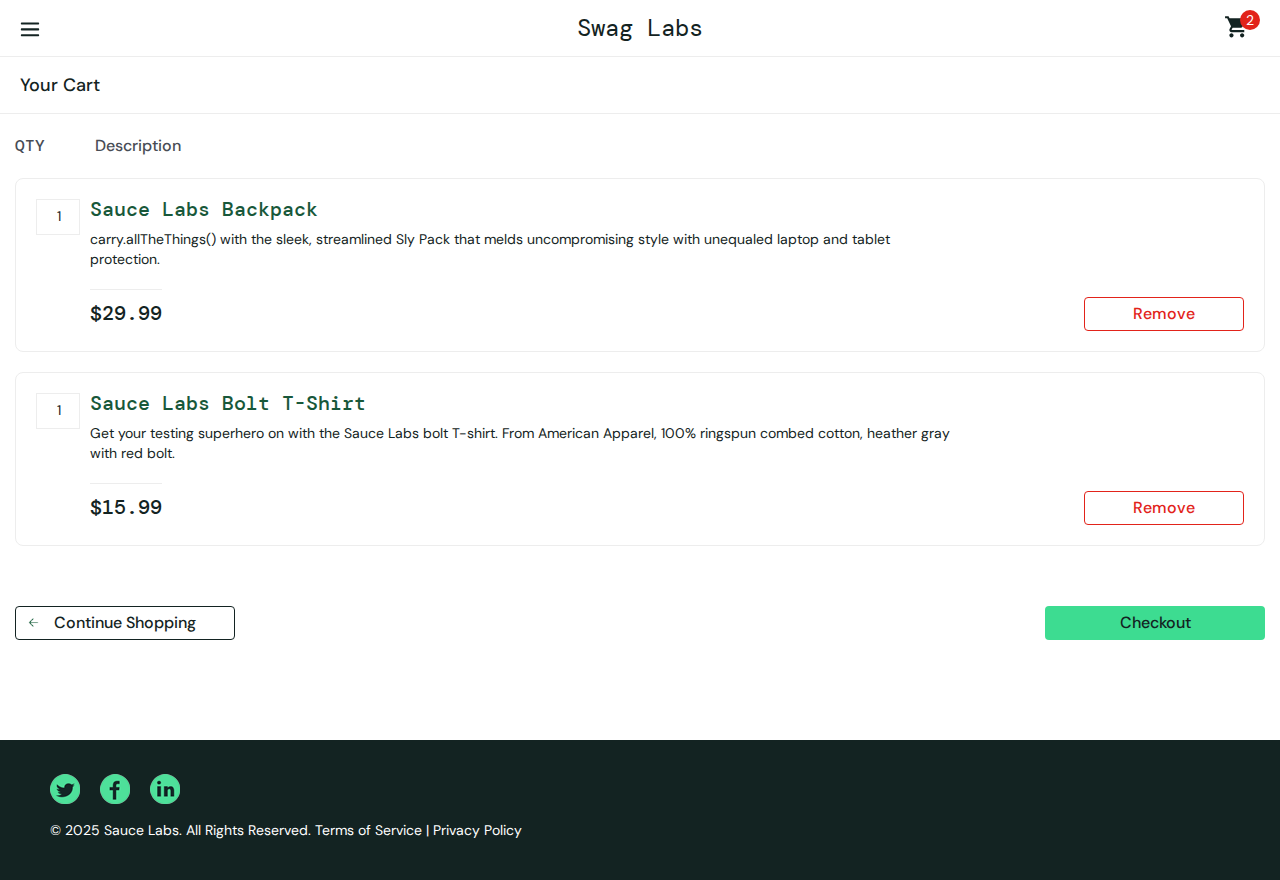 Swag Labs
2
Your Cart
QTY Description
1
Sauce Labs Backpack
carry.allTheThings() with the sleek, streamlined Sly Pack that melds uncompromising style with unequaled laptop and tablet
protection.
$29.99
Remove
1
Sauce Labs Bolt T-Shirt
Get your testing superhero on with the Sauce Labs bolt T-shirt. From American Apparel, 100% ringspun combed cotton, heather gray
with red bolt.
$15.99
Remove
Continue Shopping
Checkout
© 2025 Sauce Labs. All Rights Reserved. Terms of Service | Privacy Policy